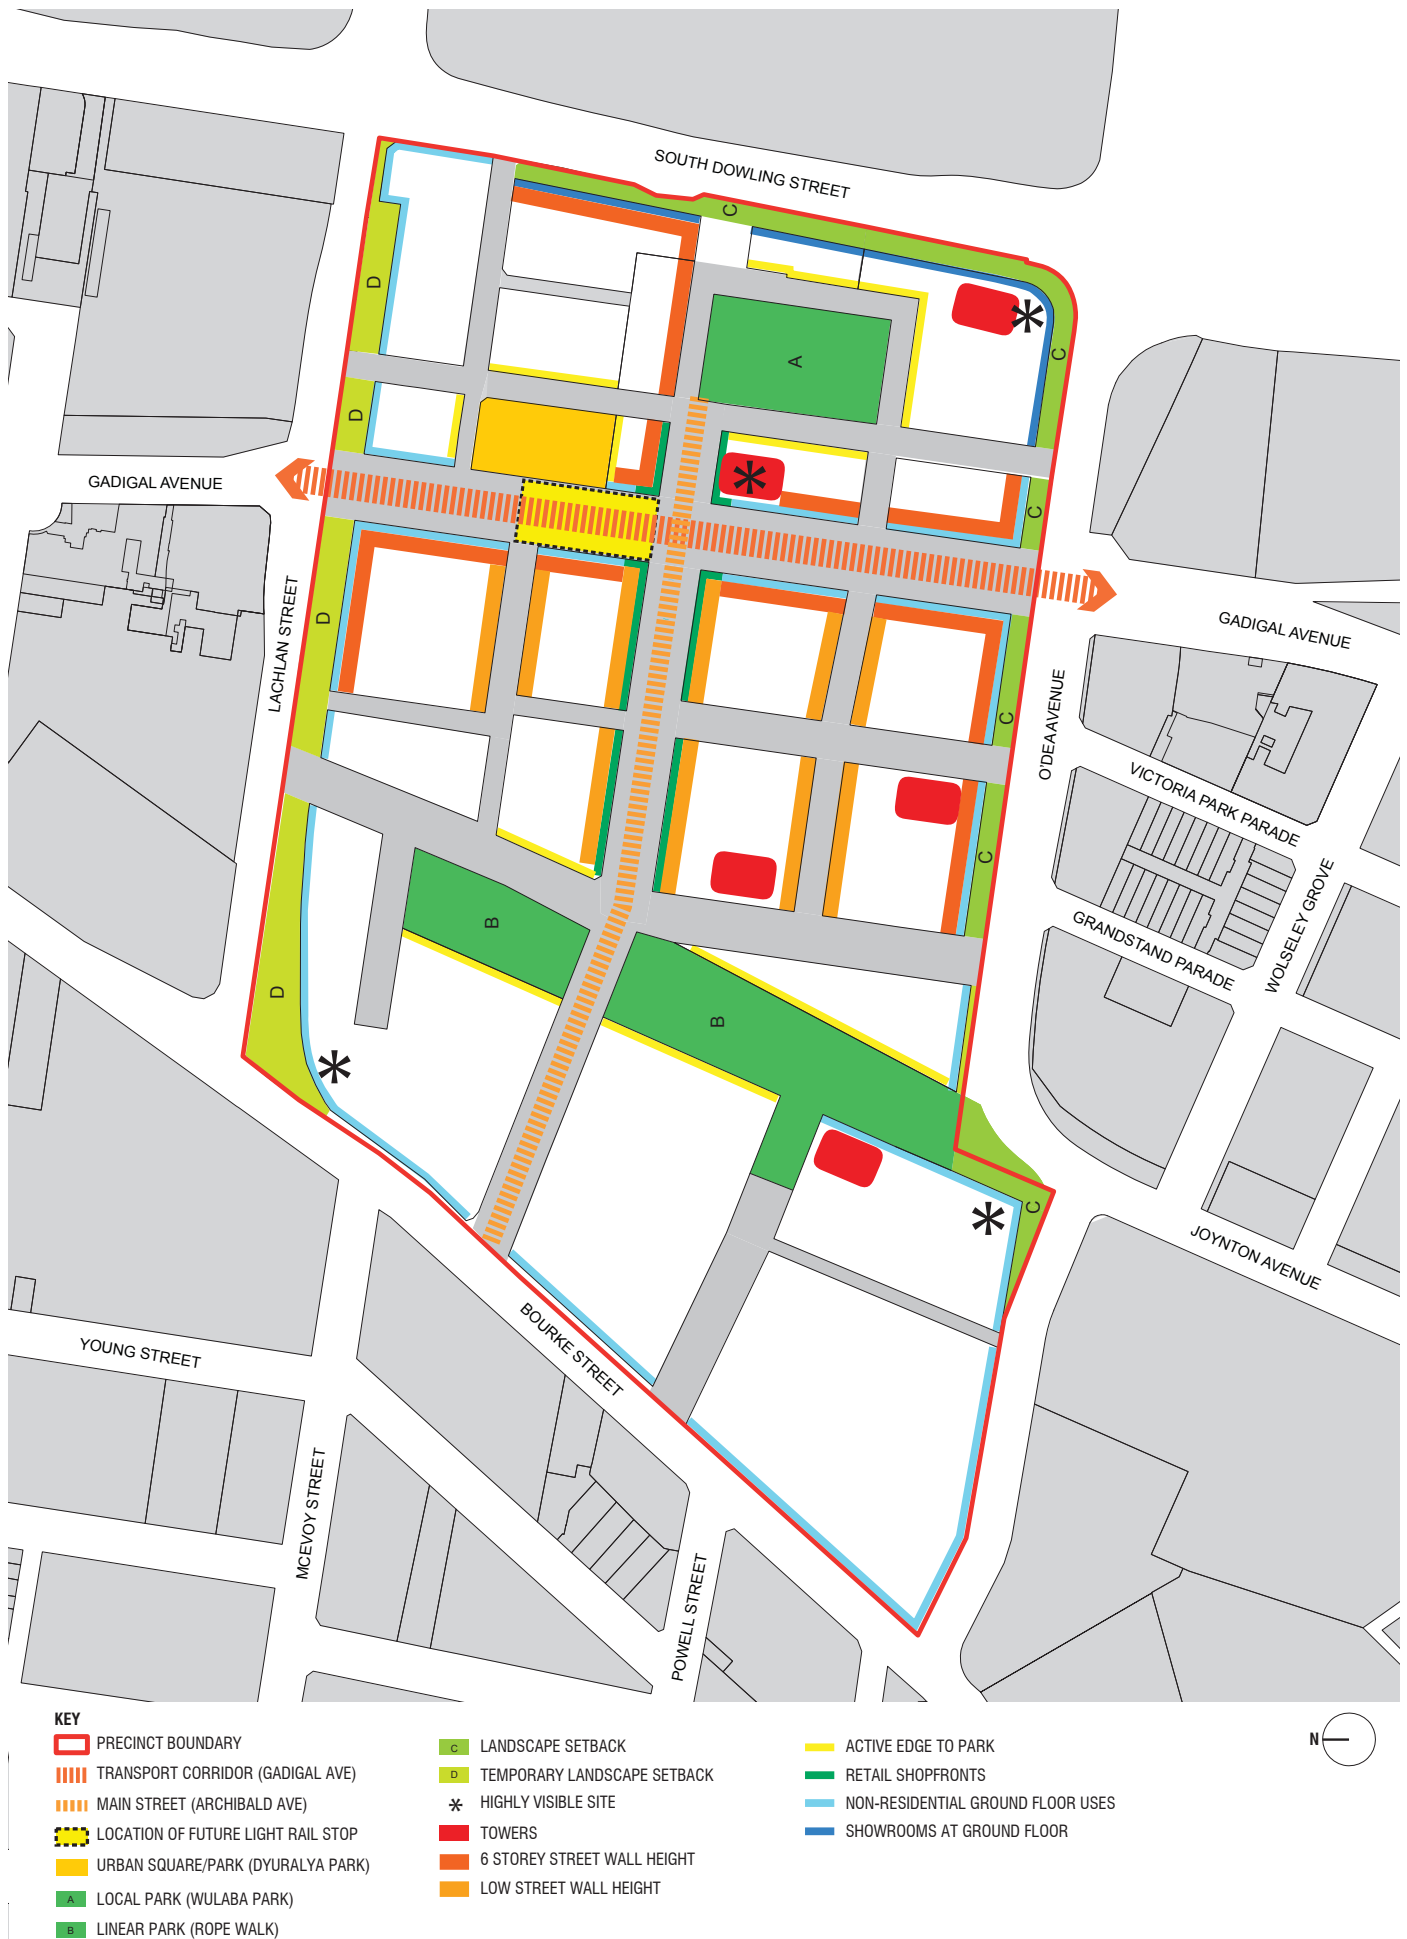 SOUTH DOWLING STREET
C
D
C
A
D
GADIGAL AVENUE
C
LACHLAN STREET
D
GADIGAL AVENUE
O'DEA AVENUE
C
VICTORIA PARK PARADE
C
WOLSELEY GROVE
B
GRANDSTAND PARADE
D
B
C
JOYNTON AVENUE
BOURKE STREET
YOUNG STREET
MCEVOY STREET
POWELL STREET
KEY
PRECINCT BOUNDARY
TRANSPORT CORRIDOR (GADIGAL AVE)
MAIN STREET (ARCHIBALD AVE)
LOCATION OF FUTURE LIGHT RAIL STOP
URBAN SQUARE/PARK (DYURALYA PARK)
A LOCAL PARK (WULABA PARK)
B LINEAR PARK (ROPE WALK)
C LANDSCAPE SETBACK
D TEMPORARY LANDSCAPE SETBACK
* HIGHLY VISIBLE SITE
TOWERS
6 STOREY STREET WALL HEIGHT
LOW STREET WALL HEIGHT
ACTIVE EDGE TO PARK
RETAIL SHOPFRONTS
NON-RESIDENTIAL GROUND FLOOR USES
SHOWROOMS AT GROUND FLOOR
N